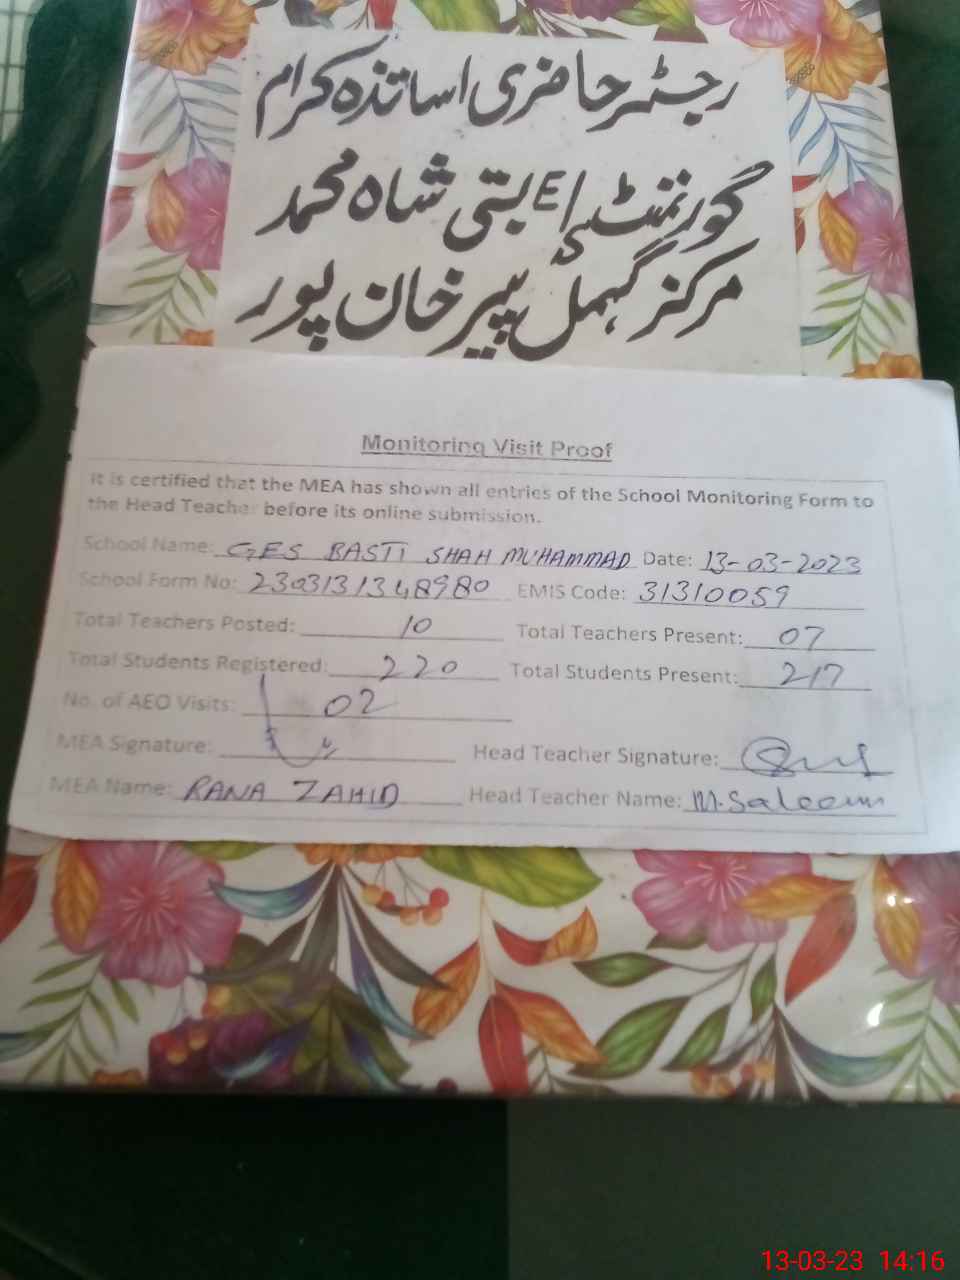 رجسٹر حاضری اساتذہ کرام
گورنمنٹ اE بستی شاہ محمد
مرکز گہمل پیر خان پور
Monitoring Visit Proof
It is certified that the MEA has shown all entries of the School Monitoring Form to
the Head Teacher before its online submission.
School Name: GES BASTI SHAH MUHAMMAD Date: 13-03-2023
School Form No: 2303131348980 EMIS Code: 31310059
Total Teachers Posted: 10 Total Teachers Present: 07
Total Students Registered: 220 Total Students Present: 217
No. of AEO Visits: 02
MEA Signature: Head Teacher Signature:
MEA Name: RANA ZAHID Head Teacher Name: M. Saleem
13-03-23 14:16